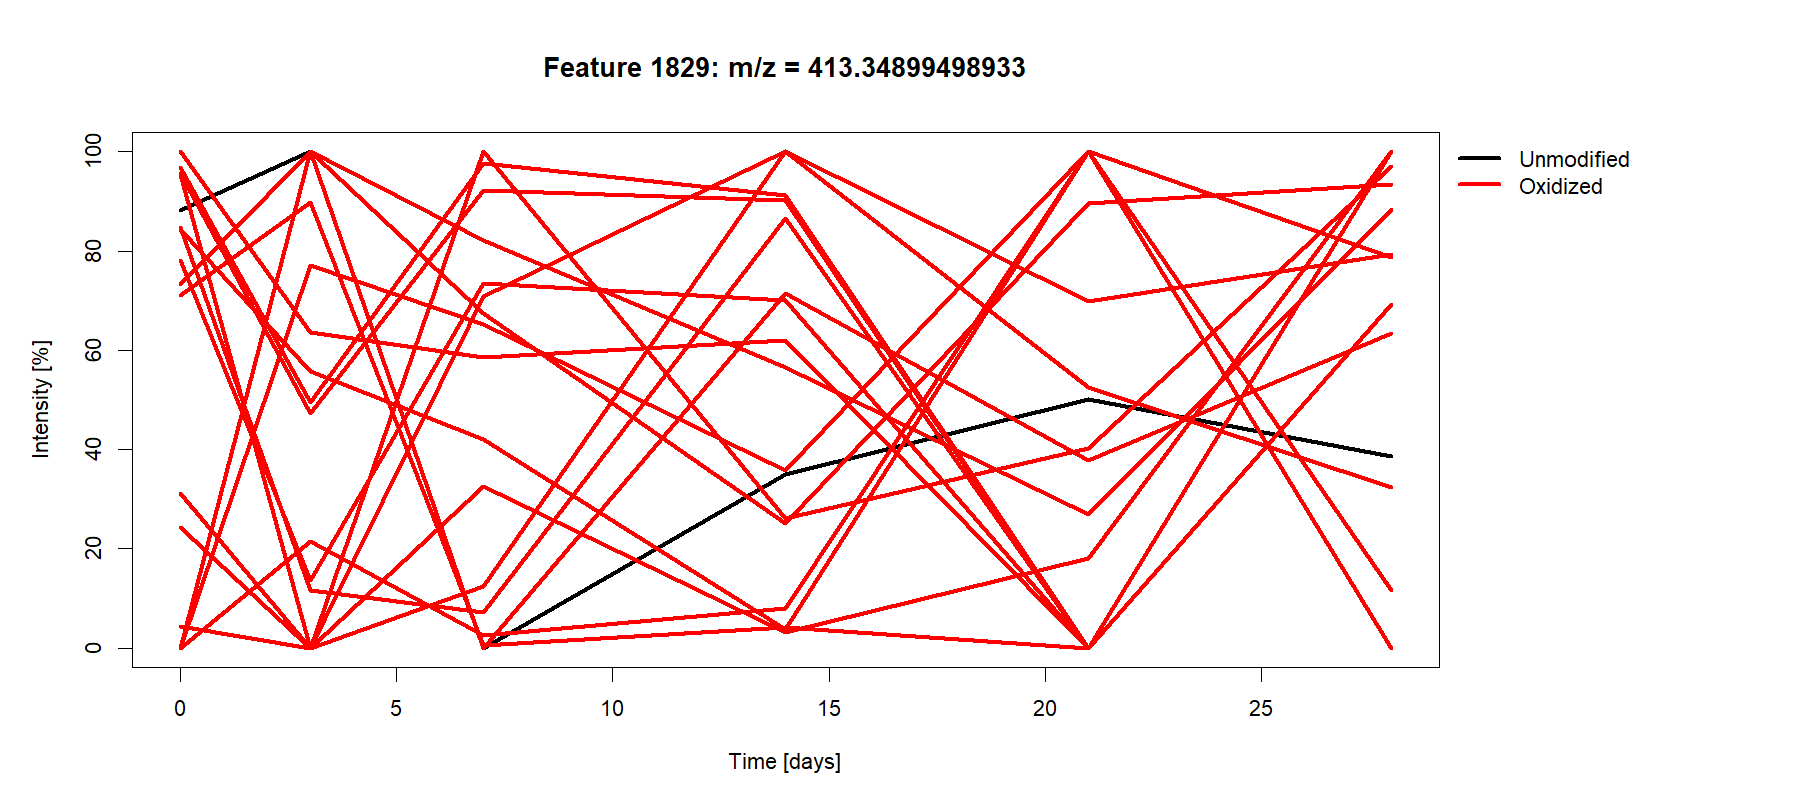 Feature 1829: m/z = 413.34899498933
Unmodified
Oxidized
100
80
60
40
20
0
Intensity [%]
0 5 10 15 20 25
Time [days]